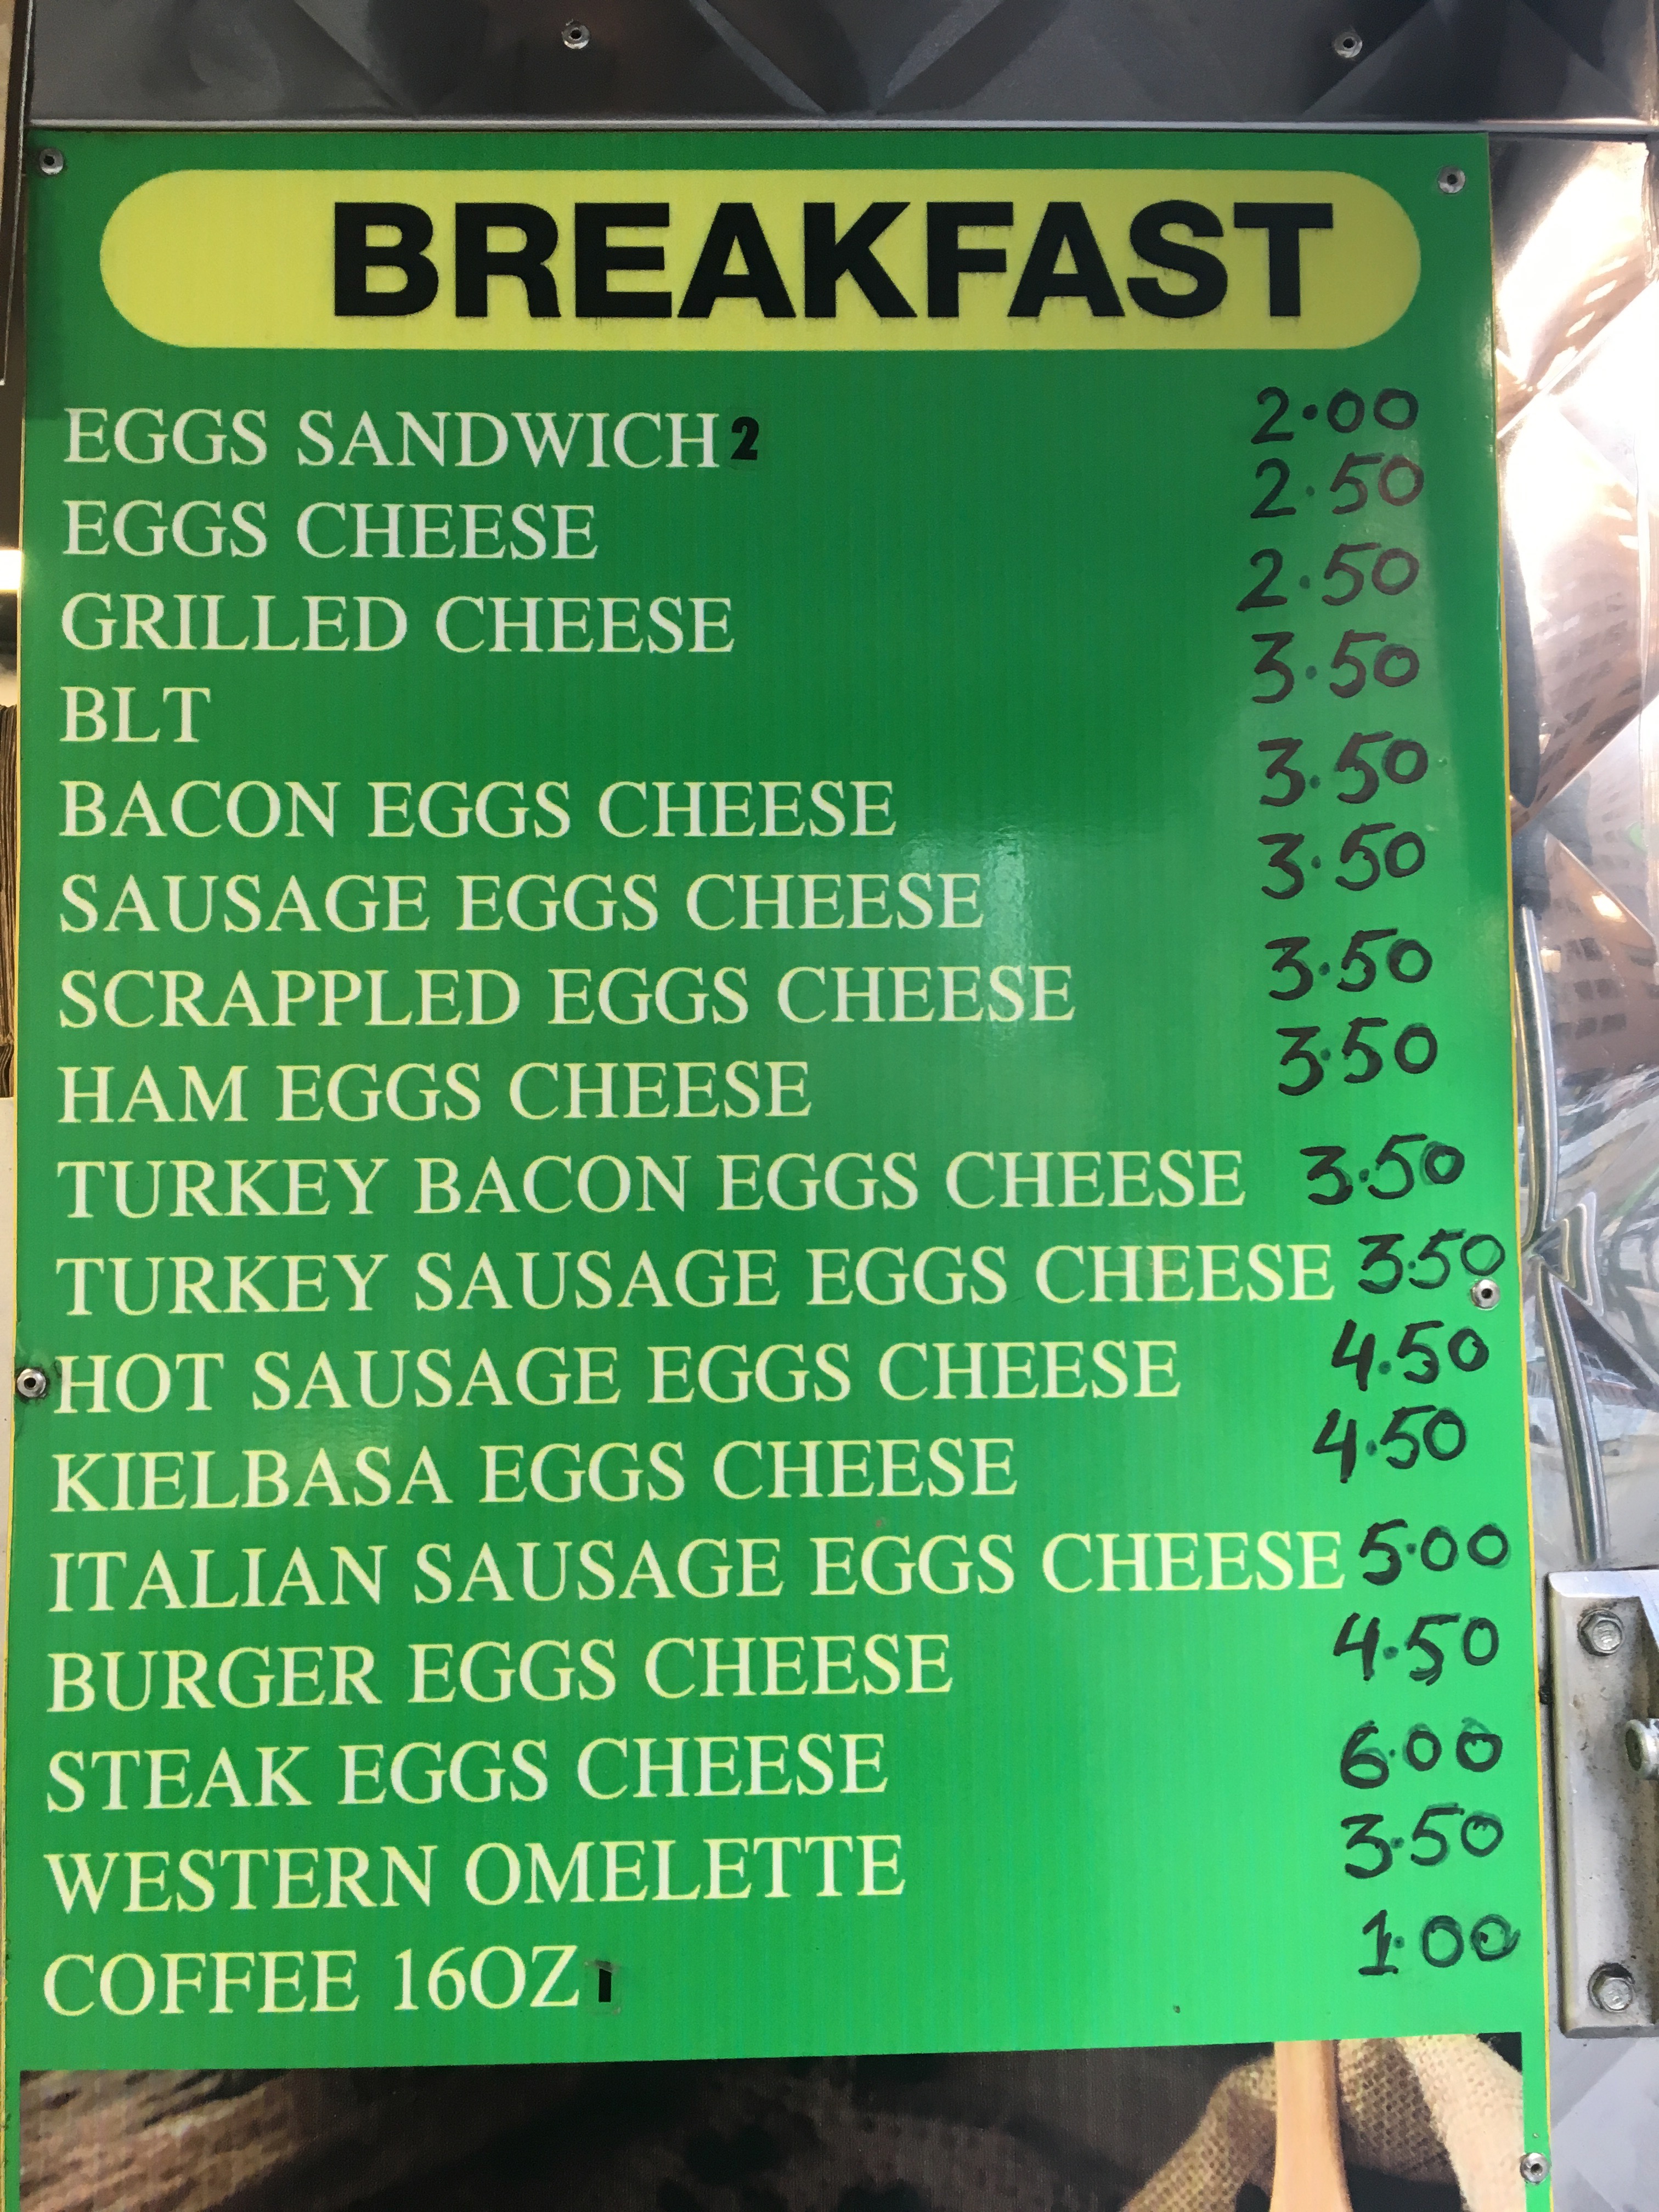 BREAKFAST
EGGS SANDWICH 2 2.00
EGGS CHEESE 2.50
GRILLED CHEESE 2.50
BLT 3.50
BACON EGGS CHEESE 3.50
SAUSAGE EGGS CHEESE 3.50
SCRAPPLED EGGS CHEESE 3.50
HAM EGGS CHEESE 3.50
TURKEY BACON EGGS CHEESE 3.50
TURKEY SAUSAGE EGGS CHEESE 3.50
HOT SAUSAGE EGGS CHEESE 4.50
KIELBASA EGGS CHEESE 4.50
ITALIAN SAUSAGE EGGS CHEESE 5.00
BURGER EGGS CHEESE 4.50
STEAK EGGS CHEESE 6.00
WESTERN OMELETTE 3.50
COFFEE 16OZ 1 1.00